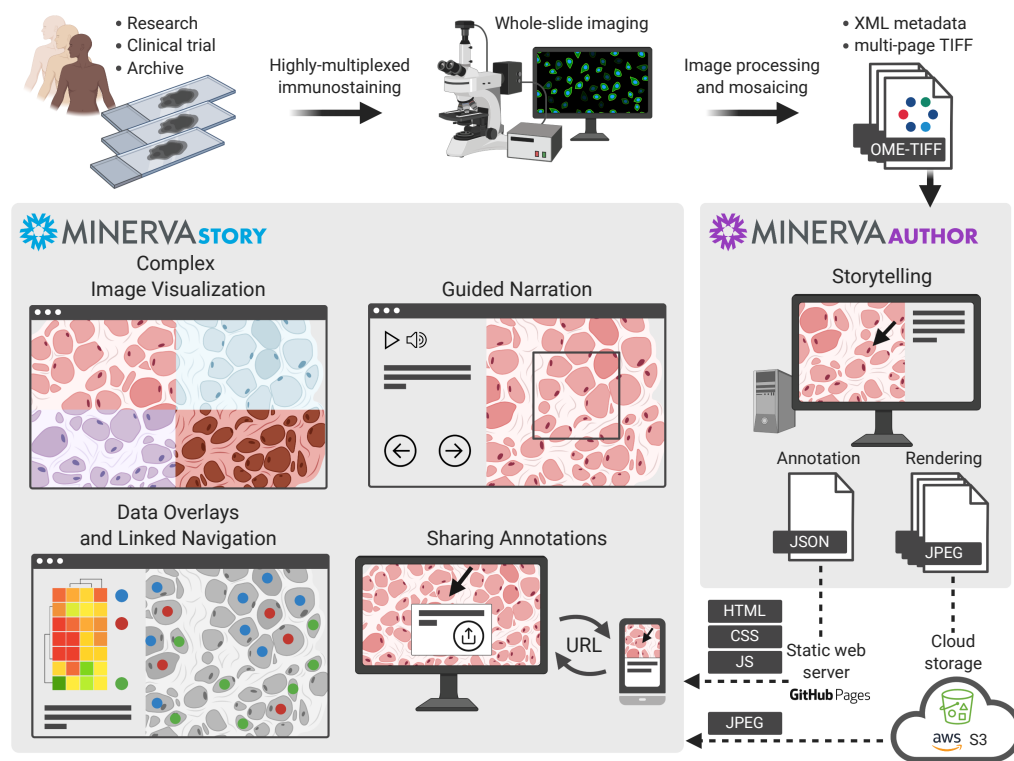 • Research
• Clinical trial
• Archive
Highly-multiplexed
immunostaining
Whole-slide imaging
Image processing
and mosaicing
• XML metadata
• multi-page TIFF
OME-TIFF
MINERVA STORY
Complex
Image Visualization
Guided Narration
Data Overlays
and Linked Navigation
Sharing Annotations
URL
MINERVA AUTHOR
Storytelling
Annotation
Rendering
JSON
JPEG
HTML
CSS
JS
Static web
server
GitHub Pages
JPEG
Cloud
storage
aws S3